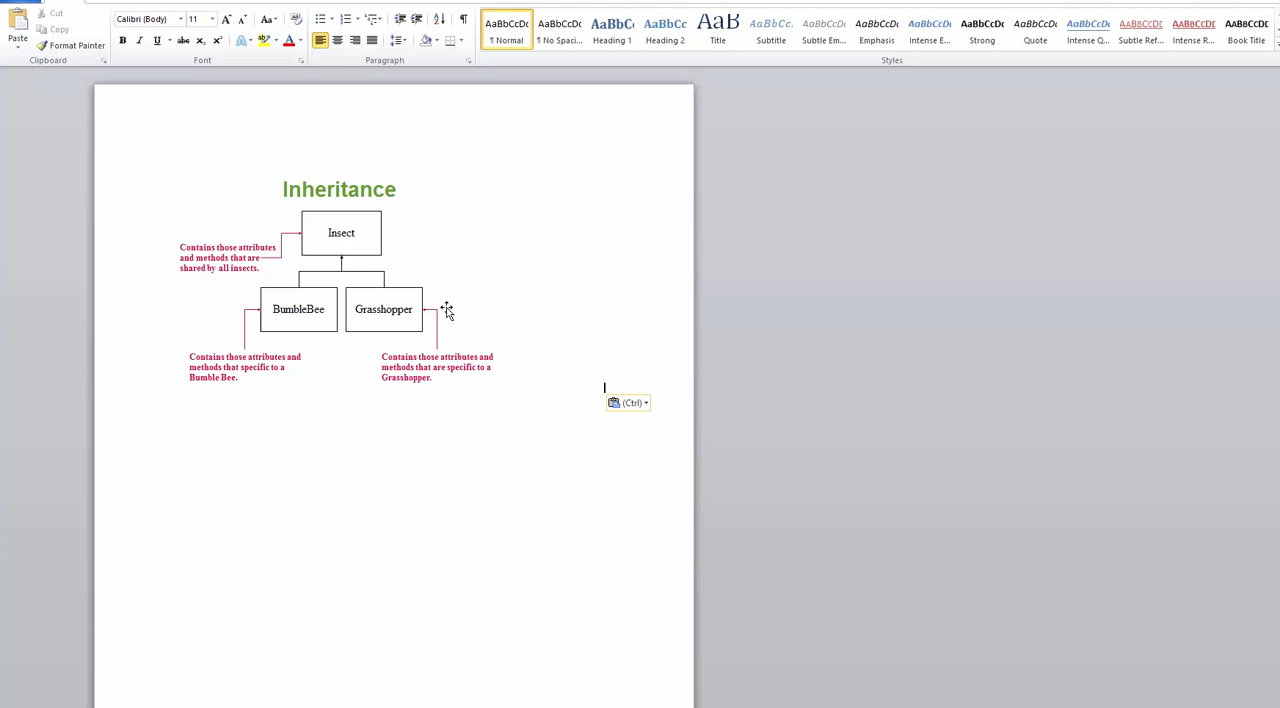 Cut
Copy
Paste
Format Painter
Clipboard
Calibri (Body)
11
Font
Paragraph
AaBbCcDc
AaBbCcDc
AaBbC
AaBbCc
AaB
AaBbCc.
AaBbCcDc
AaBbCcDc
AaBbCcDc
AaBbCcDc
AaBbCcDc
AaBbCcDc
AaBbCcDc
AaBbCcDc
AaBbCcDc
¶ Normal
¶ No Spaci...
Heading 1
Heading 2
Title
Subtitle
Subtle Em...
Emphasis
Intense E...
Strong
Quote
Intense Q...
Subtle Ref...
Intense R...
Book Title
Styles
Inheritance
Insect
Contains those attributes
and methods that are
shared by all insects.
BumbleBee
Grasshopper
Contains those attributes and
methods that specific to a
Bumble Bee.
Contains those attributes and
methods that are specific to a
Grasshopper.
(Ctrl)